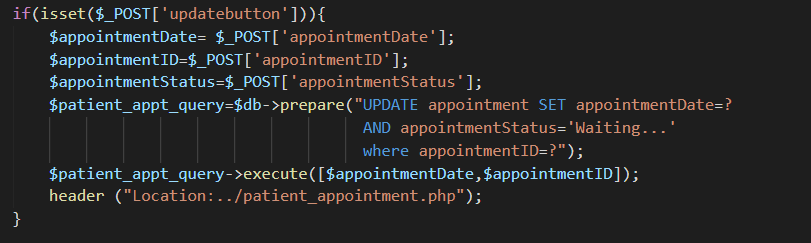 if(isset($_POST['updatebutton'])){
$appointmentDate= $_POST['appointmentDate'];
$appointmentID=$_POST['appointmentID'];
$appointmentStatus=$_POST['appointmentStatus'];
$patient_appt_query=$db->prepare("UPDATE appointment SET appointmentDate=?
AND appointmentStatus='Waiting...'
where appointmentID=?");
$patient_appt_query->execute([$appointmentDate,$appointmentID]);
header ("Location:../patient_appointment.php");
}